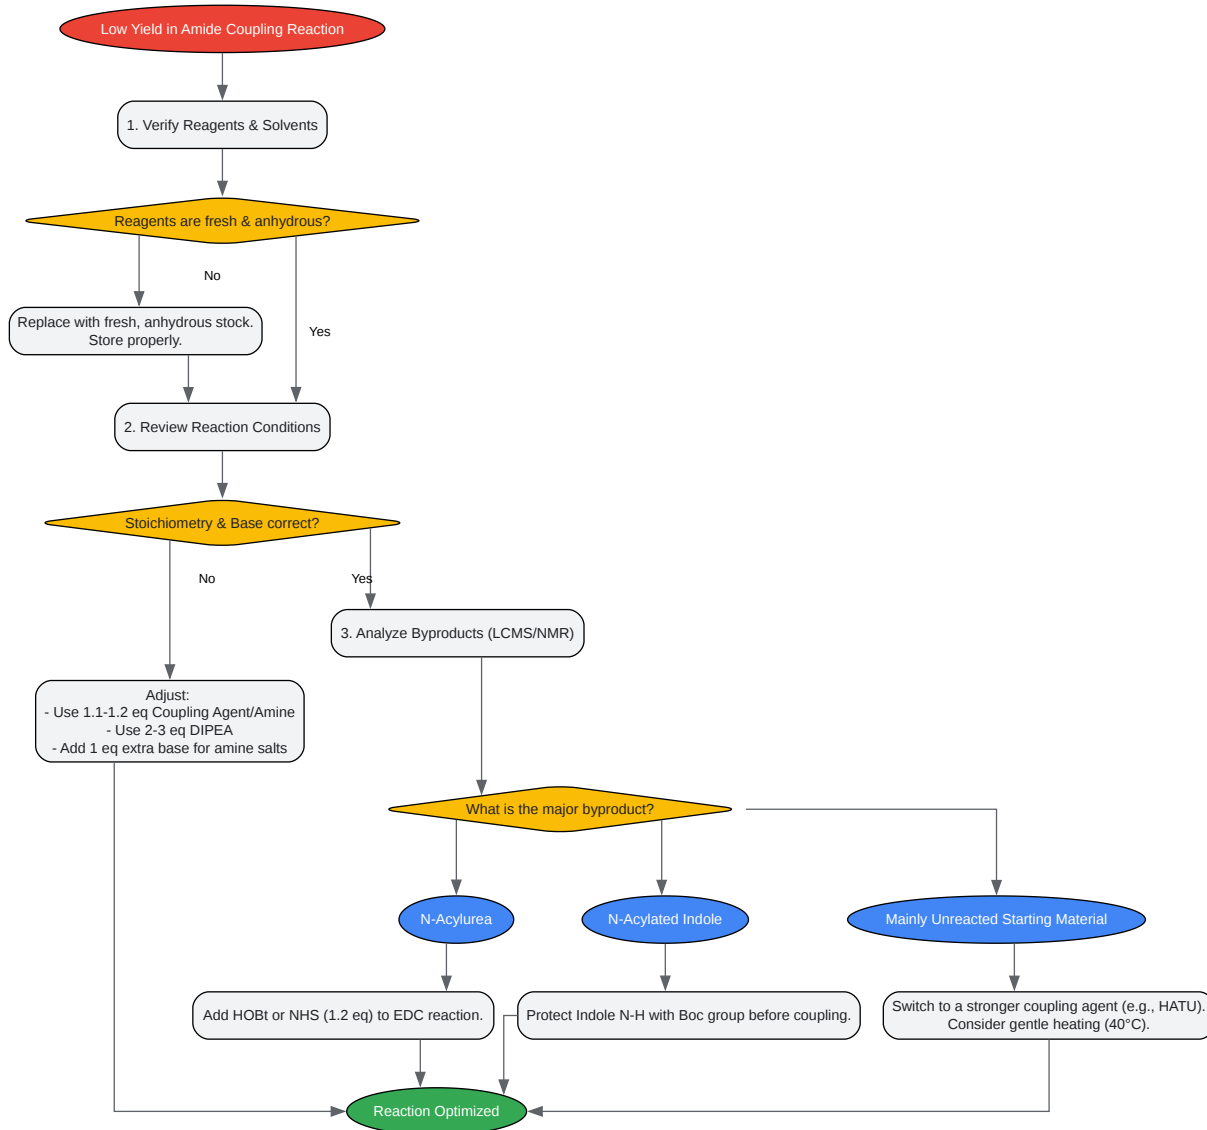 Low Yield in Amide Coupling Reaction
1. Verify Reagents & Solvents
Reagents are fresh & anhydrous?
No
Replace with fresh, anhydrous stock.
Store properly.
Yes
2. Review Reaction Conditions
Stoichiometry & Base correct?
No
Yes
3. Analyze Byproducts (LCMS/NMR)
Adjust:
- Use 1.1-1.2 eq Coupling Agent/Amine
- Use 2-3 eq DIPEA
- Add 1 eq extra base for amine salts
What is the major byproduct?
N-Acylurea
N-Acylated Indole
Mainly Unreacted Starting Material
Add HOBt or NHS (1.2 eq) to EDC reaction.
Protect Indole N-H with Boc group before coupling.
Switch to a stronger coupling agent (e.g., HATU).
Consider gentle heating (40°C).
Reaction Optimized